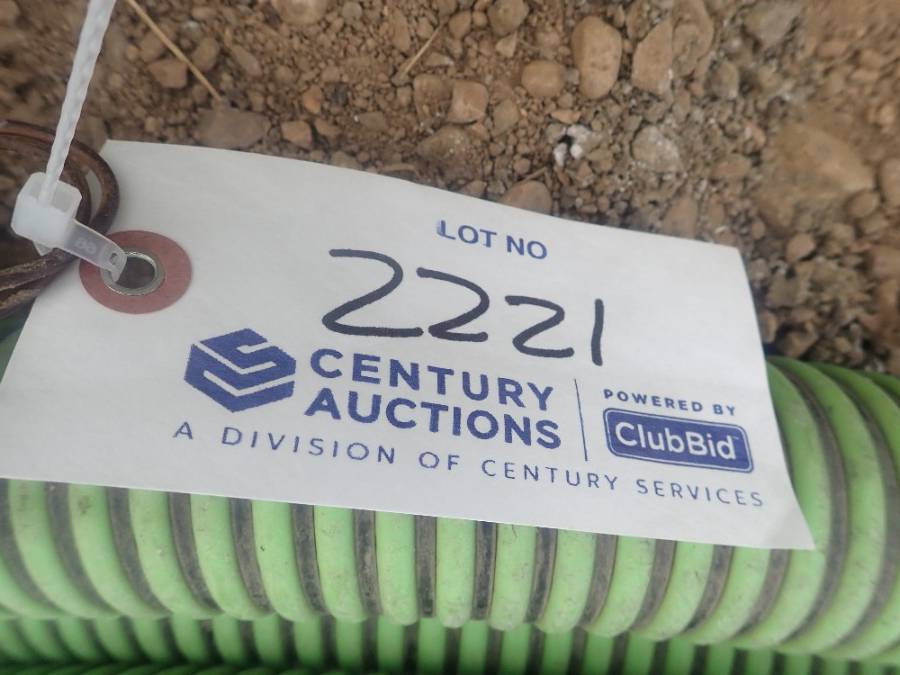 LOT NO
2221
CENTURY
AUCTIONS
POWERED BY
ClubBid
A DIVISION OF CENTURY SERVICES